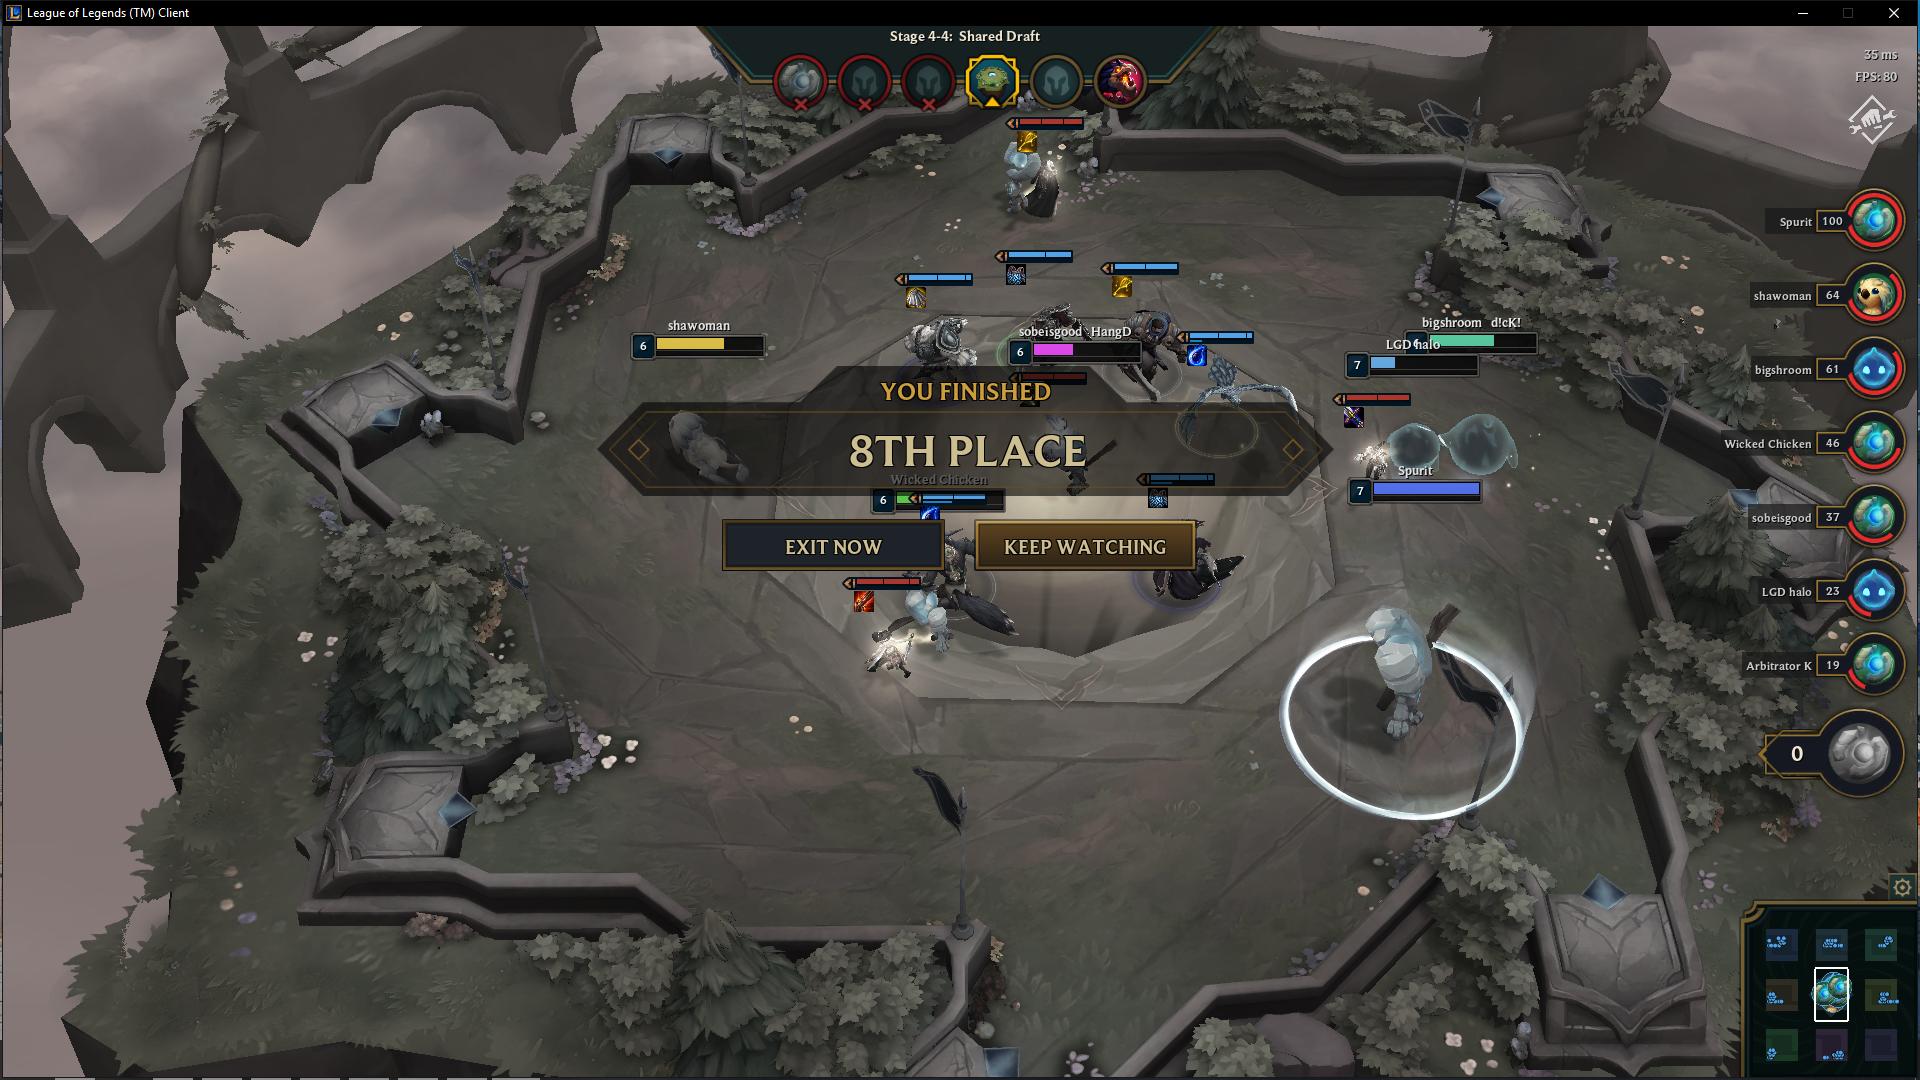 League of Legends (TM) Client
Stage 4-4: Shared Draft
35 ms
FPS: 80
Spurit 100
shawoman 64
bigshroom 61
Wicked Chicken 46
sobeisgood 37
LGD halo 23
Arbitrator K 19
0
shawoman
6
sobeisgood HangD
6
bigshroom d!cK!
LGD halo
7
Spurit
7
YOU FINISHED
8TH PLACE
Wicked Chicken
6
EXIT NOW
KEEP WATCHING